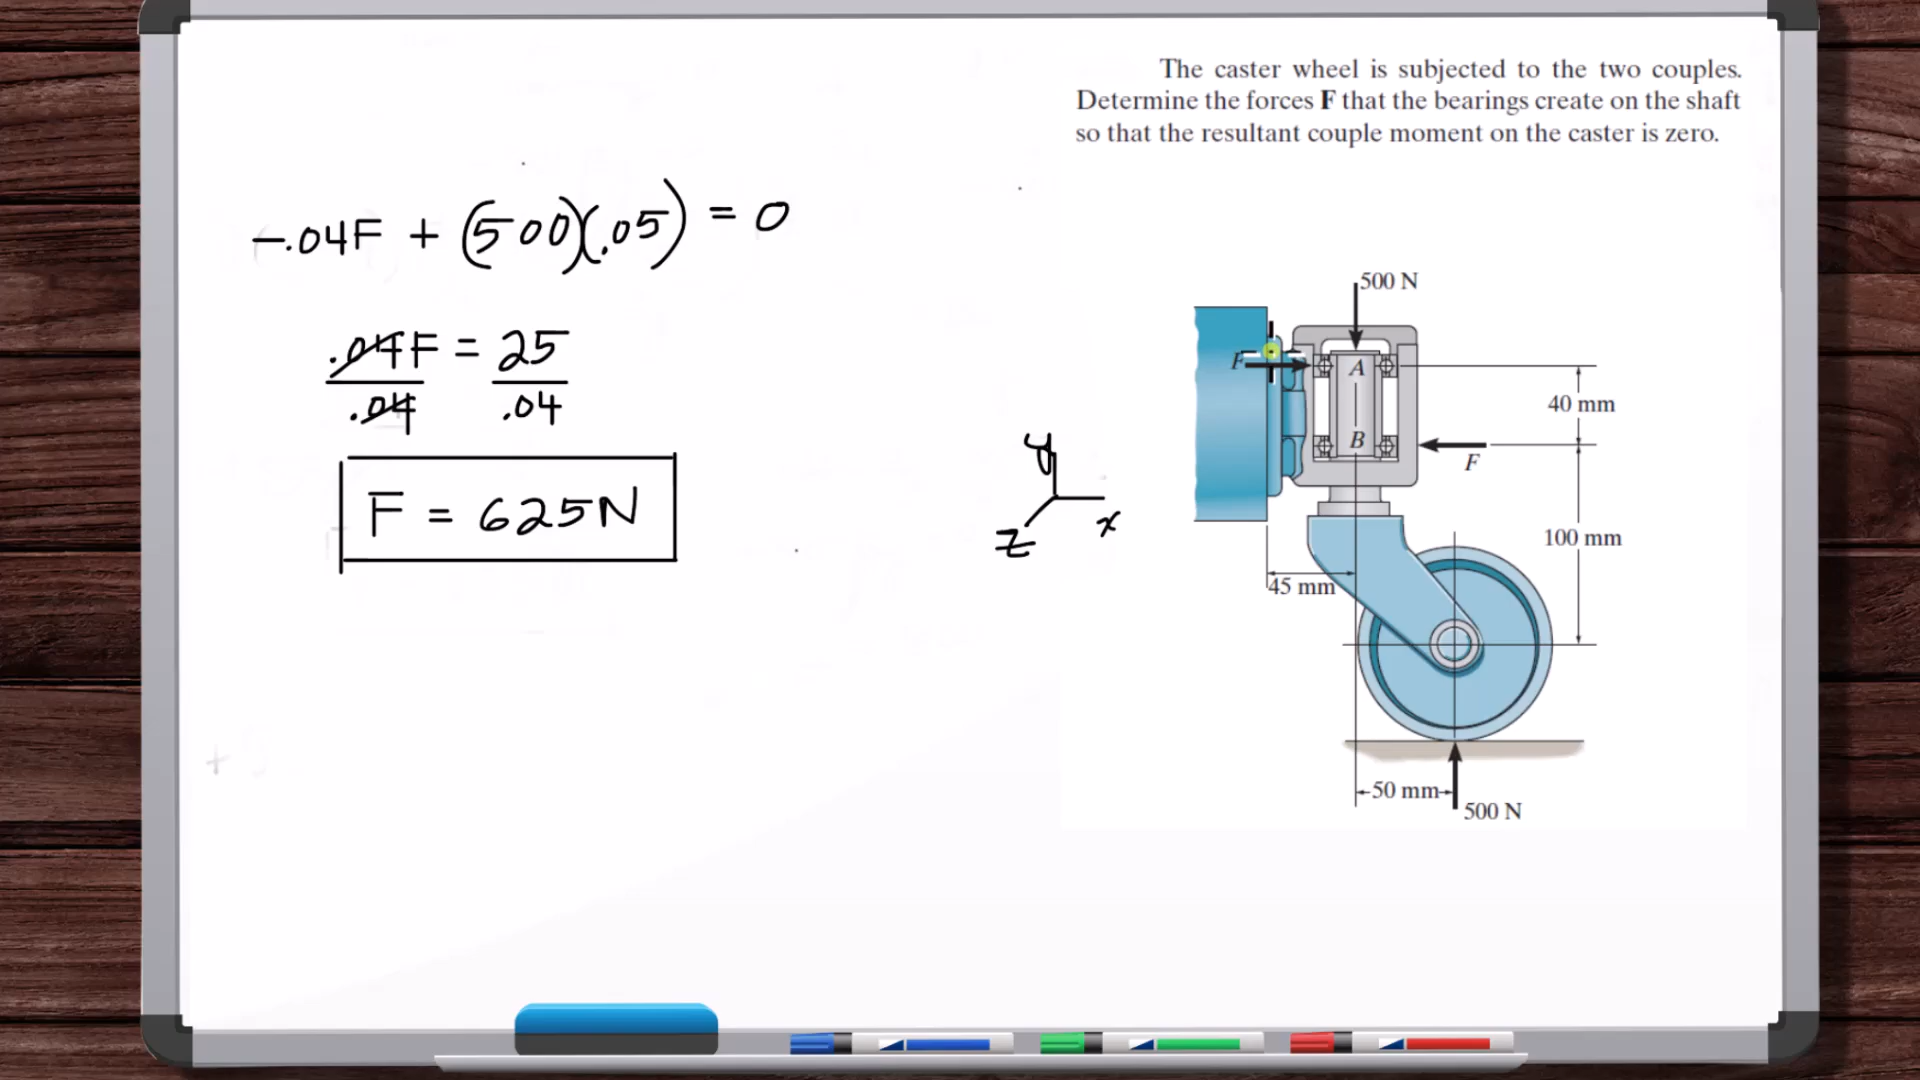 The caster wheel is subjected to the two couples.
Determine the forces F that the bearings create on the shaft
so that the resultant couple moment on the caster is zero.
-.04F + (500)(.05) = 0
.04F = 25
.04 .04
F = 625N
y
x
z
500 N
F
A
40 mm
B
F
100 mm
45 mm
50 mm
500 N